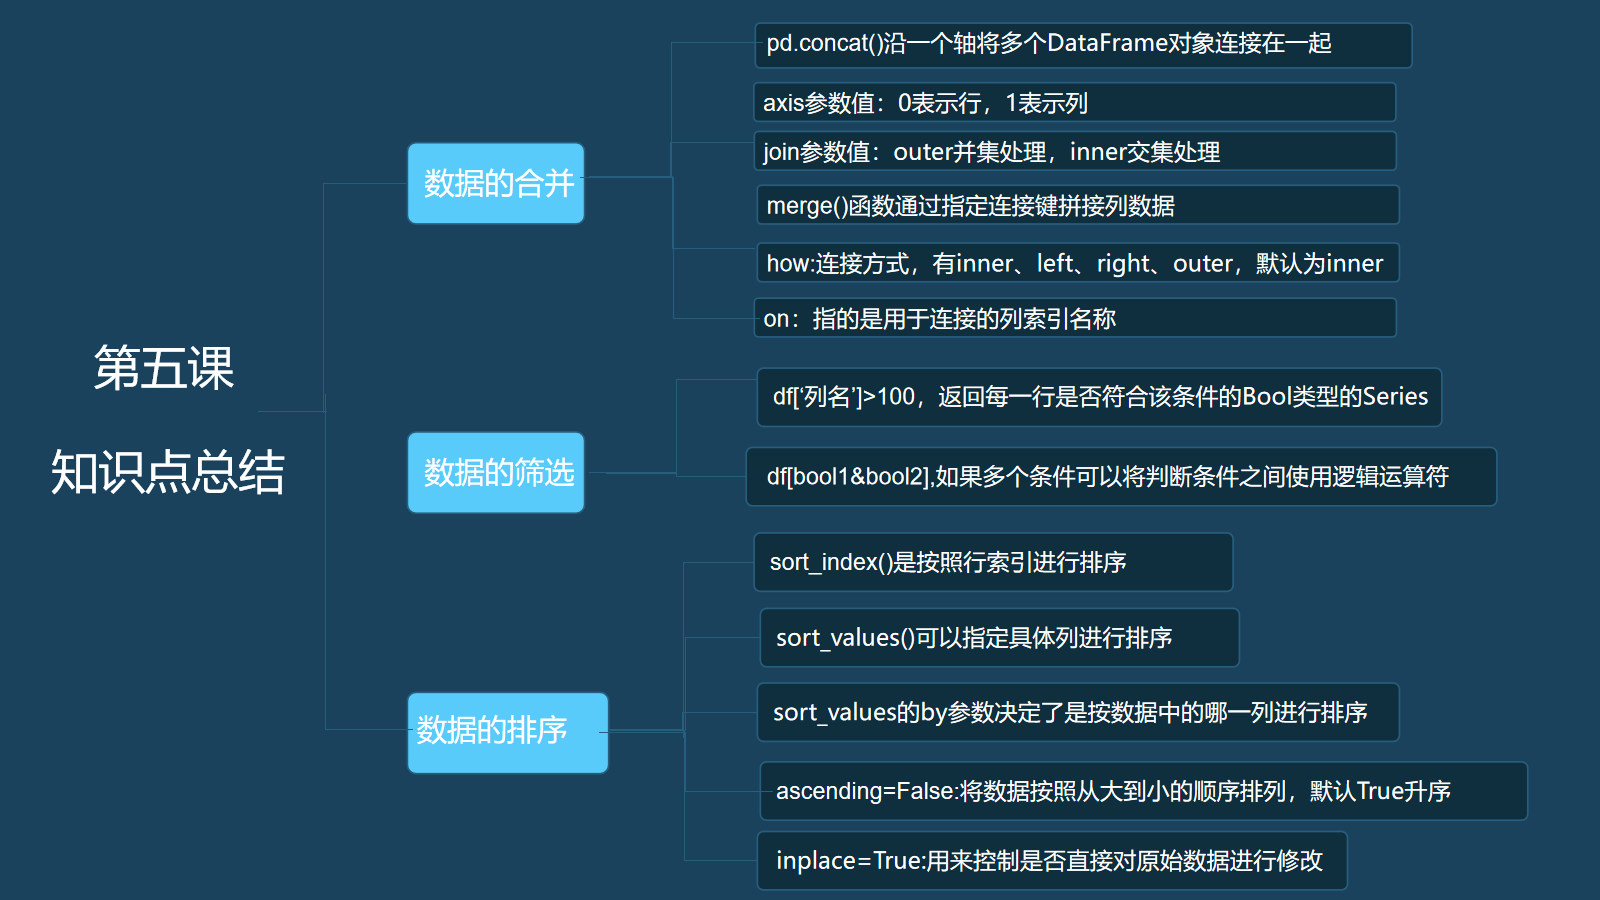 第五课
知识点总结
数据的合并
pd.concat()沿一个轴将多个DataFrame对象连接在一起
axis参数值：0表示行，1表示列
join参数值：outer并集处理，inner交集处理
merge()函数通过指定连接键拼接列数据
how:连接方式，有inner、left、right、outer，默认为inner
on：指的是用于连接的列索引名称
数据的筛选
df[‘列名’]>100，返回每一行是否符合该条件的Bool类型的Series
df[bool1&bool2],如果多个条件可以将判断条件之间使用逻辑运算符
数据的排序
sort_index()是按照行索引进行排序
sort_values()可以指定具体列进行排序
sort_values的by参数决定了是按数据中的哪一列进行排序
ascending=False:将数据按照从大到小的顺序排列，默认True升序
inplace=True:用来控制是否直接对原始数据进行修改